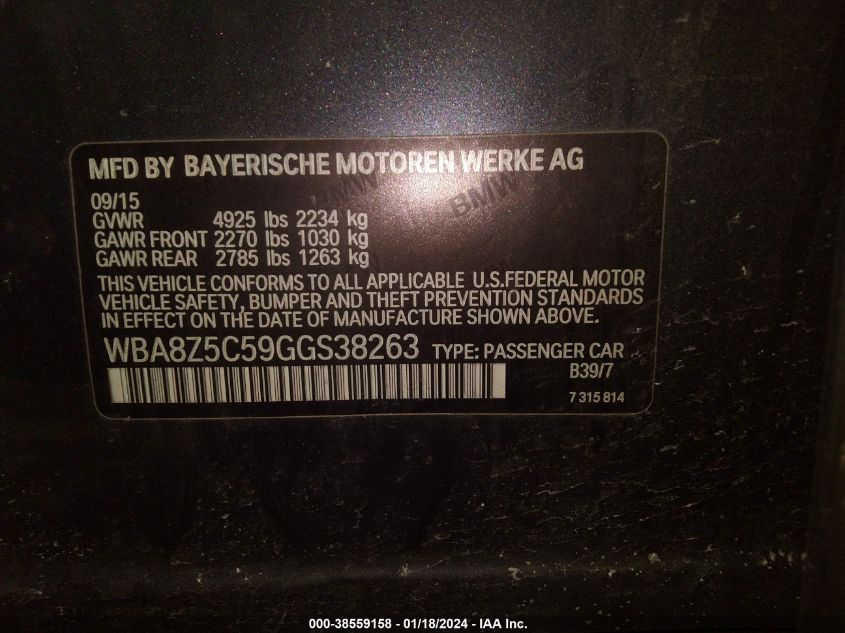 MFD BY BAYERISCHE MOTOREN WERKE AG
BMW
BMW
09/15
GVWR 4925 lbs 2234 kg
GAWR FRONT 2270 lbs 1030 kg
GAWR REAR 2785 lbs 1263 kg
THIS VEHICLE CONFORMS TO ALL APPLICABLE U.S.FEDERAL MOTOR
VEHICLE SAFETY, BUMPER AND THEFT PREVENTION STANDARDS
IN EFFECT ON THE DATE OF MANUFACTURE SHOWN ABOVE.
WBA8Z5C59GGS38263 TYPE: PASSENGER CAR
B39/7
7 315 814
000-38559158 - 01/18/2024 - IAA Inc.